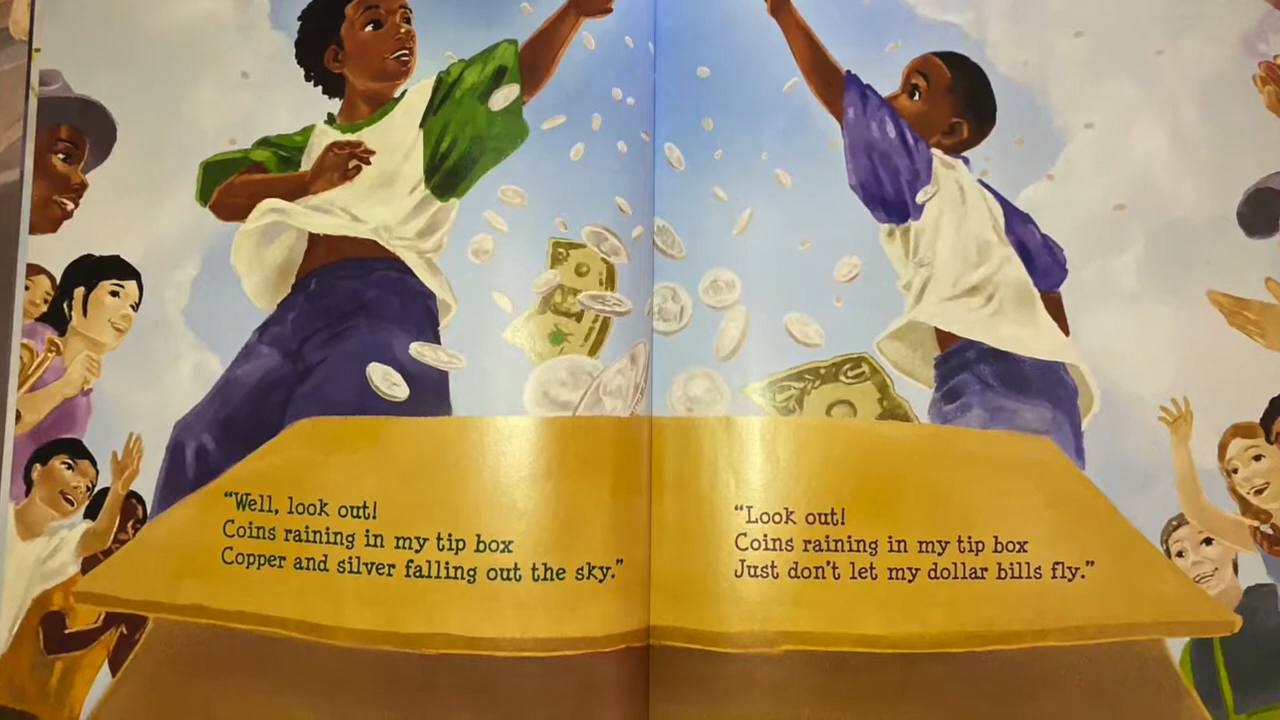 “Well, look out!
Coins raining in my tip box
Copper and silver falling out the sky.”
“Look out!
Coins raining in my tip box
Just don't let my dollar bills fly.”